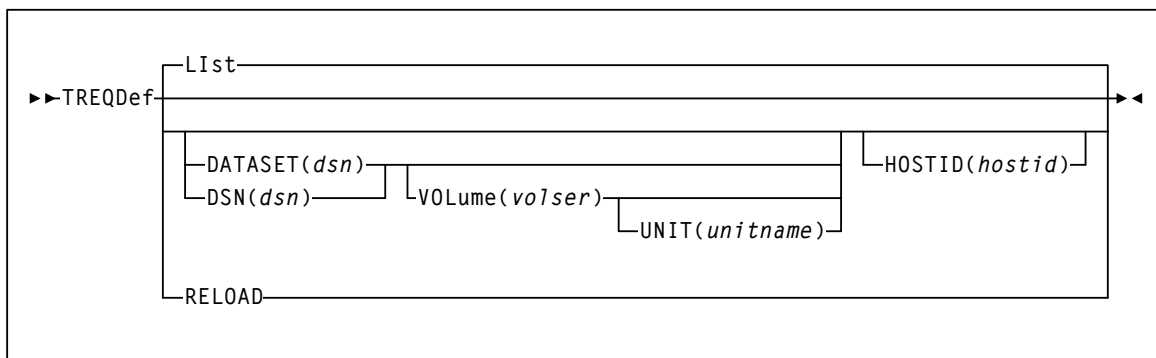 LIst
TREQDef
DATASET(dsn) HOSTID(hostid)
DSN(dsn) VOLume(volser)
UNIT(unitname)
RELOAD